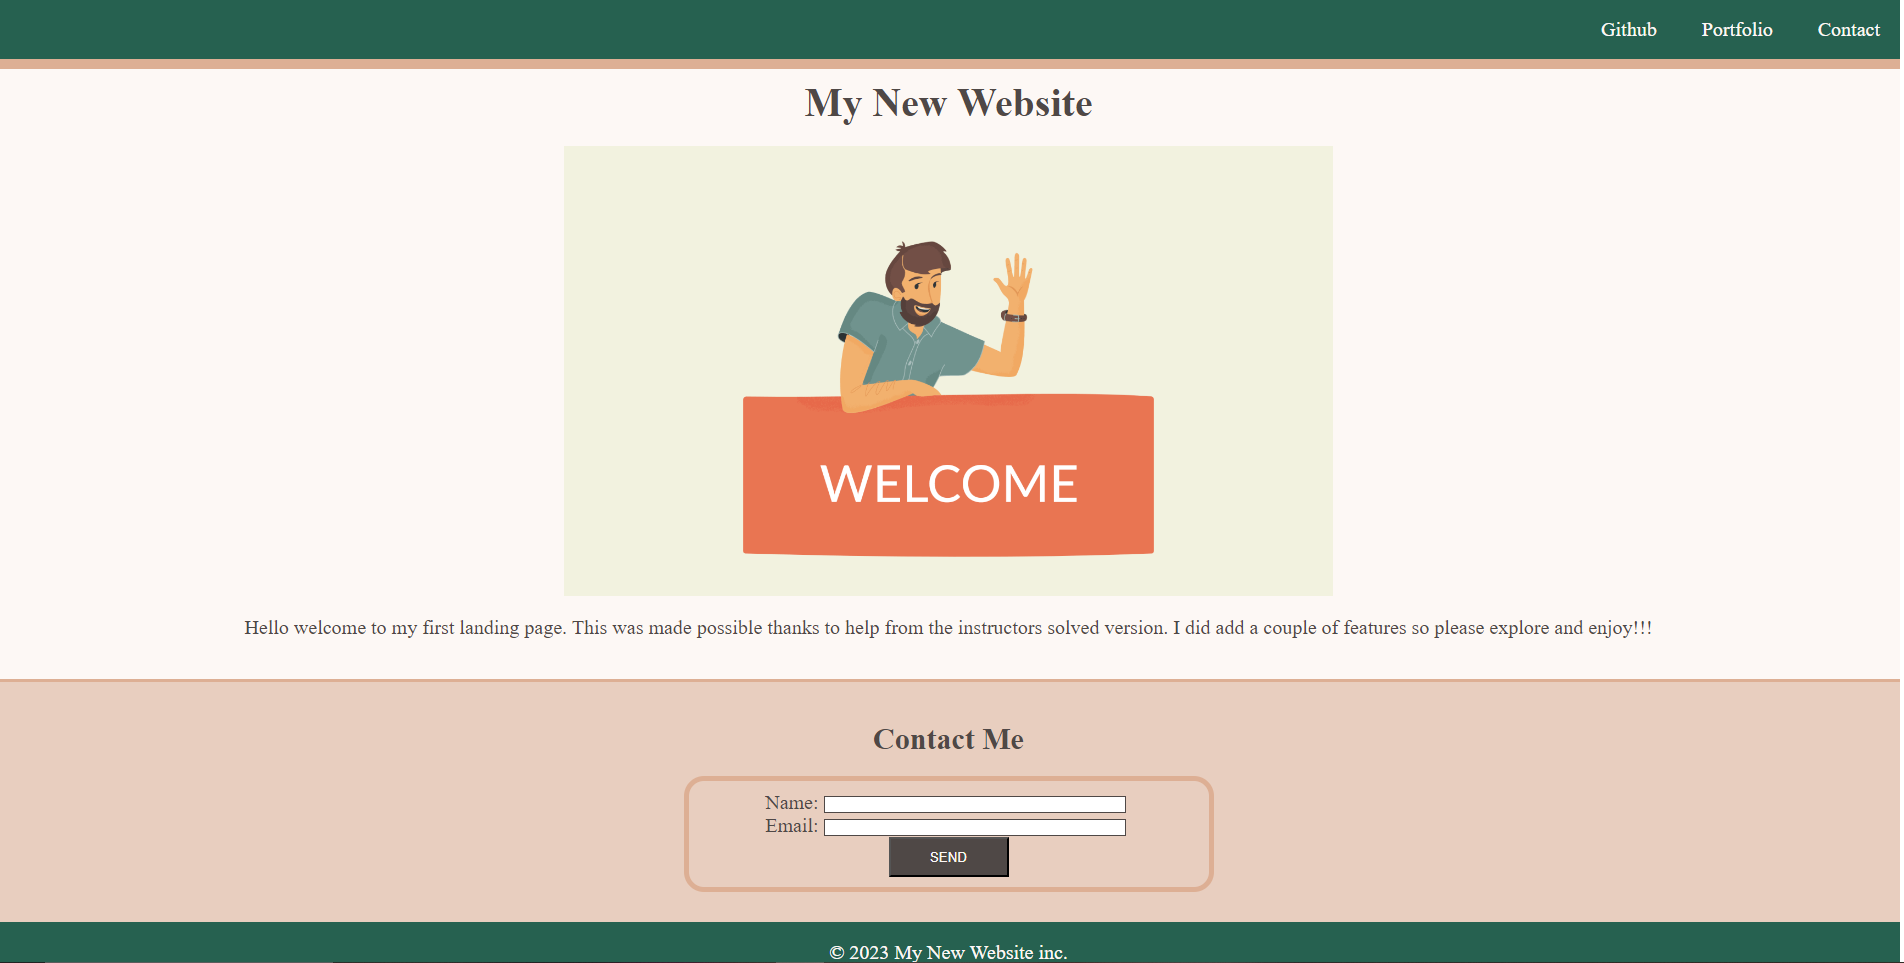 Github Portfolio Contact
My New Website
WELCOME
Hello welcome to my first landing page. This was made possible thanks to help from the instructors solved version. I did add a couple of features so please explore and enjoy!!!
Contact Me
Name:
Email:
SEND
© 2023 My New Website inc.